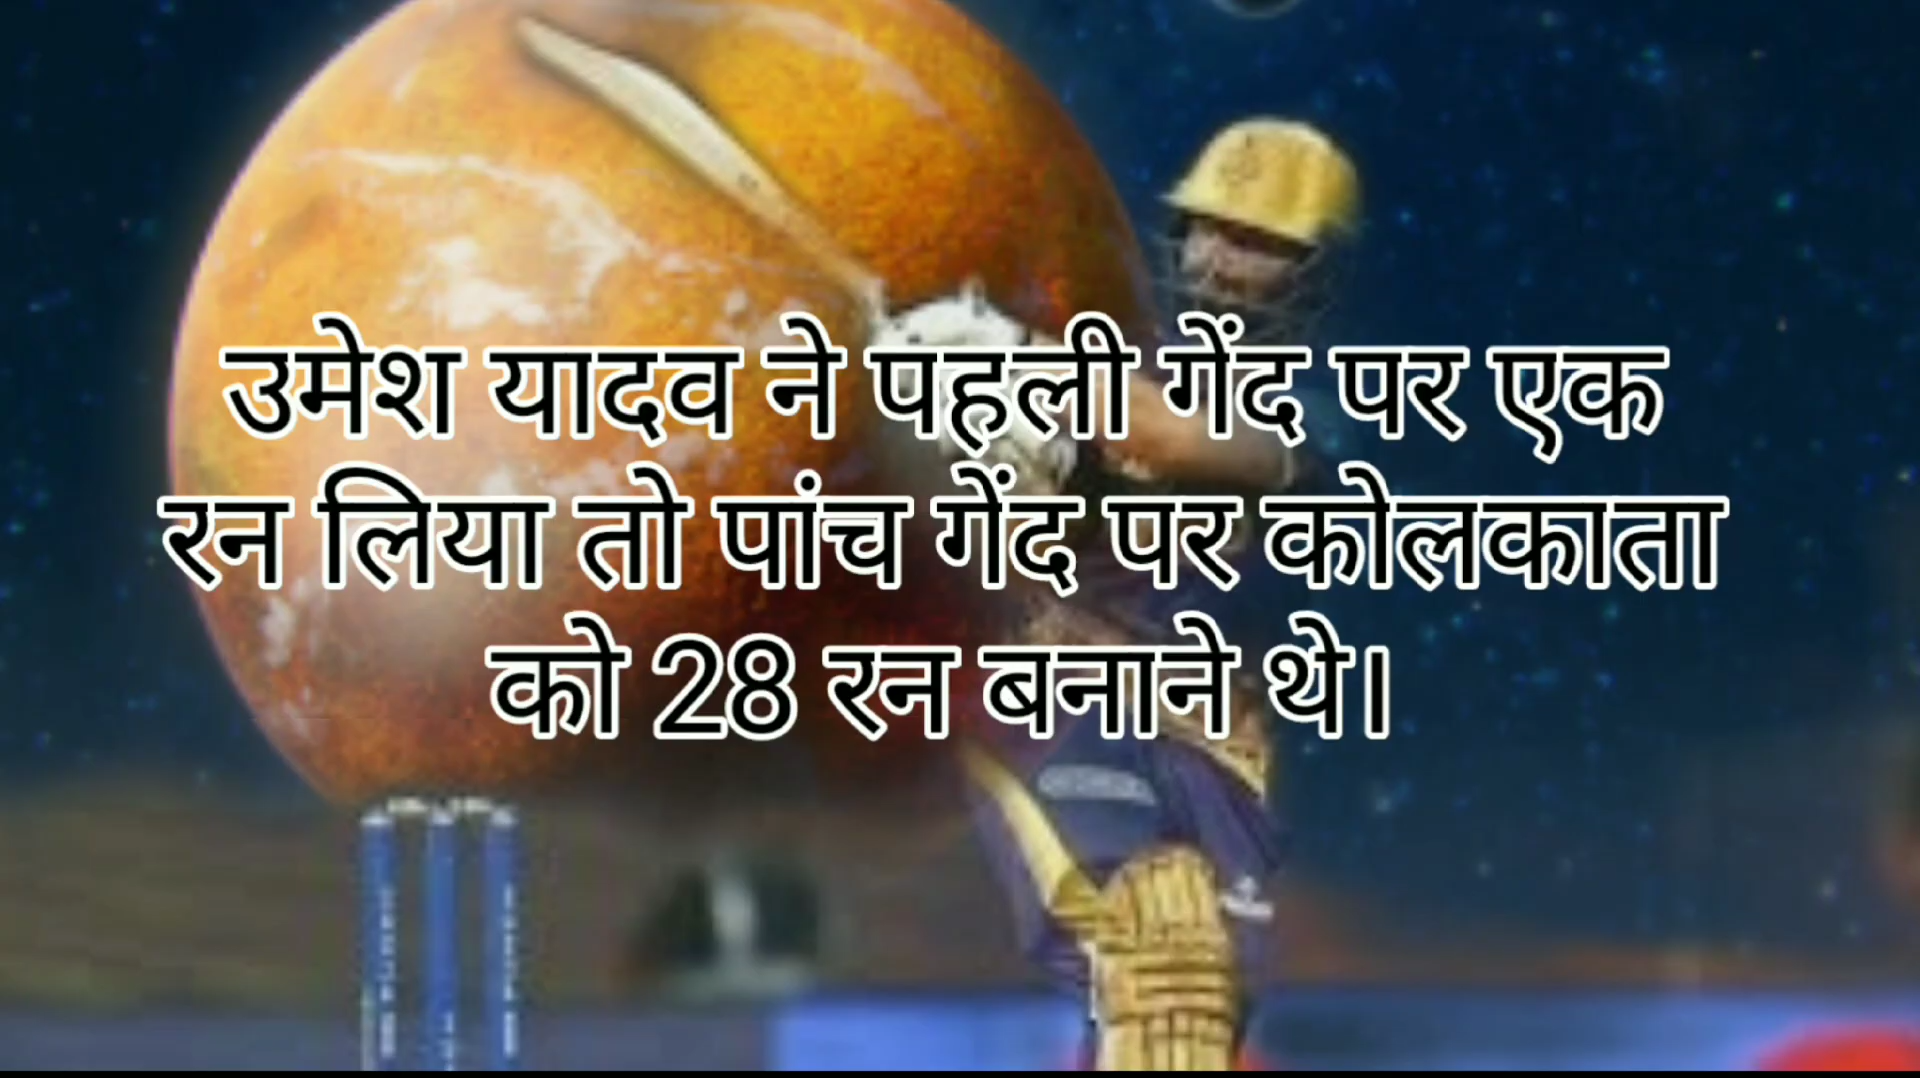 उमेश यादव ने पहली गेंद पर एक
रन लिया तो पांच गेंद पर कोलकाता
को 28 रन बनाने थे।